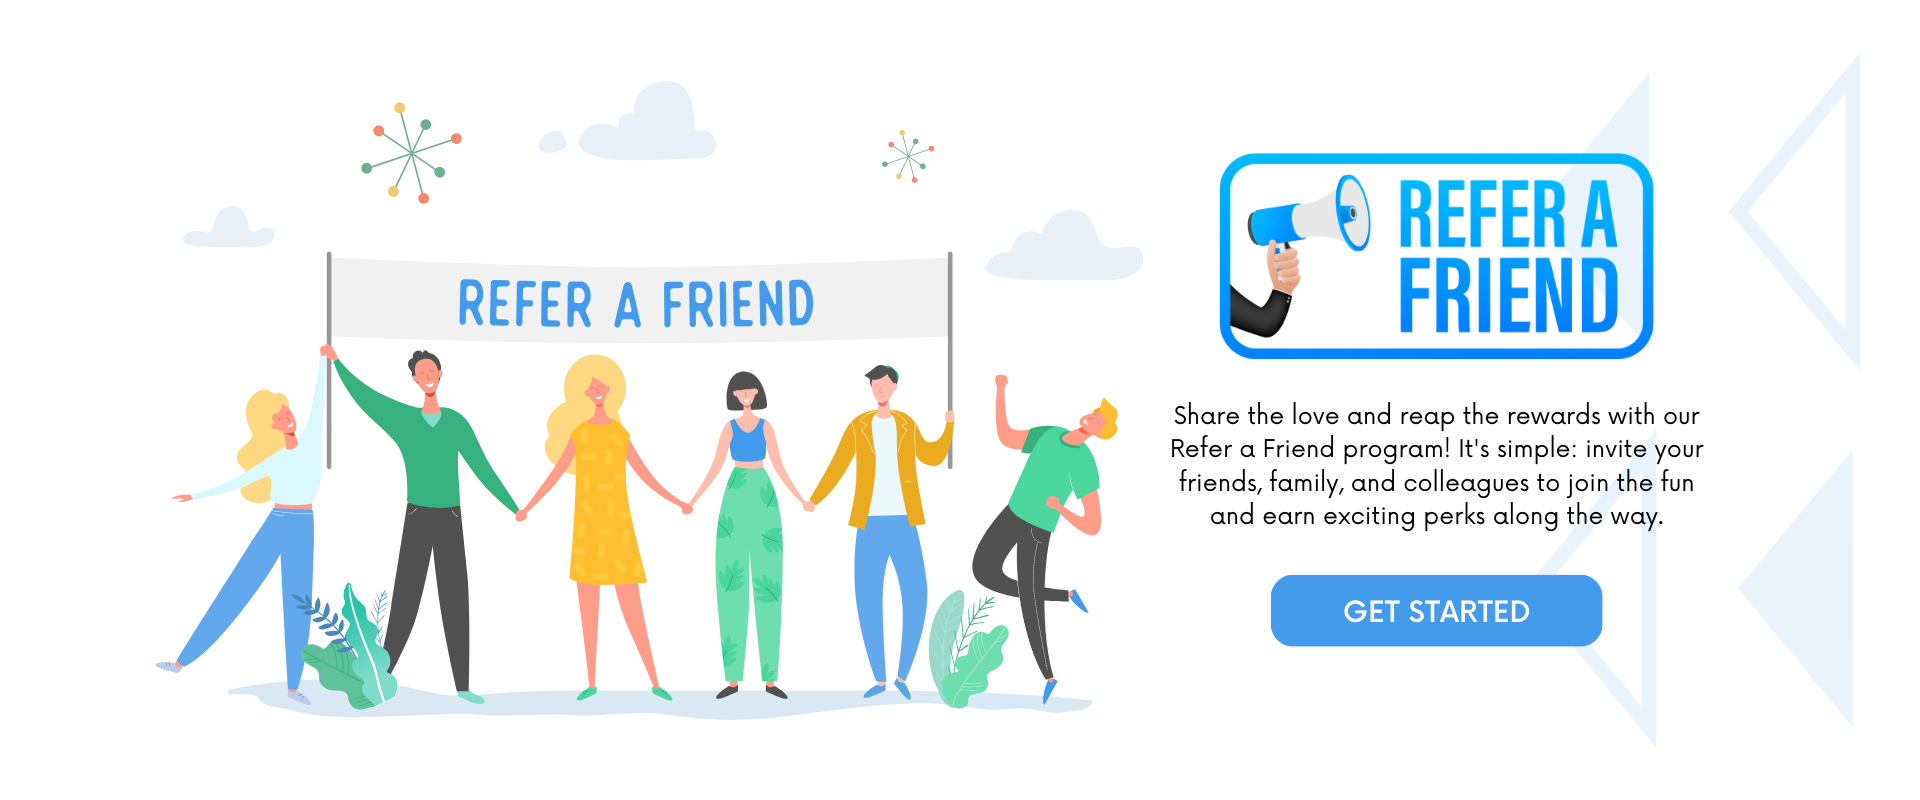 REFER A FRIEND
REFER A
FRIEND
Share the love and reap the rewards with our
Refer a Friend program! It's simple: invite your
friends, family, and colleagues to join the fun
and earn exciting perks along the way.
GET STARTED